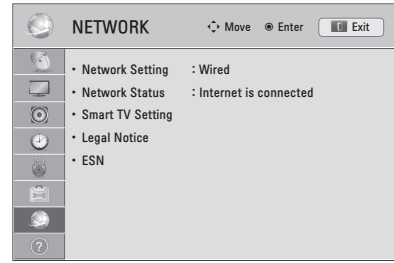 NETWORK Move Enter Exit
• Network Setting : Wired
• Network Status : Internet is connected
• Smart TV Setting
• Legal Notice
• ESN
?